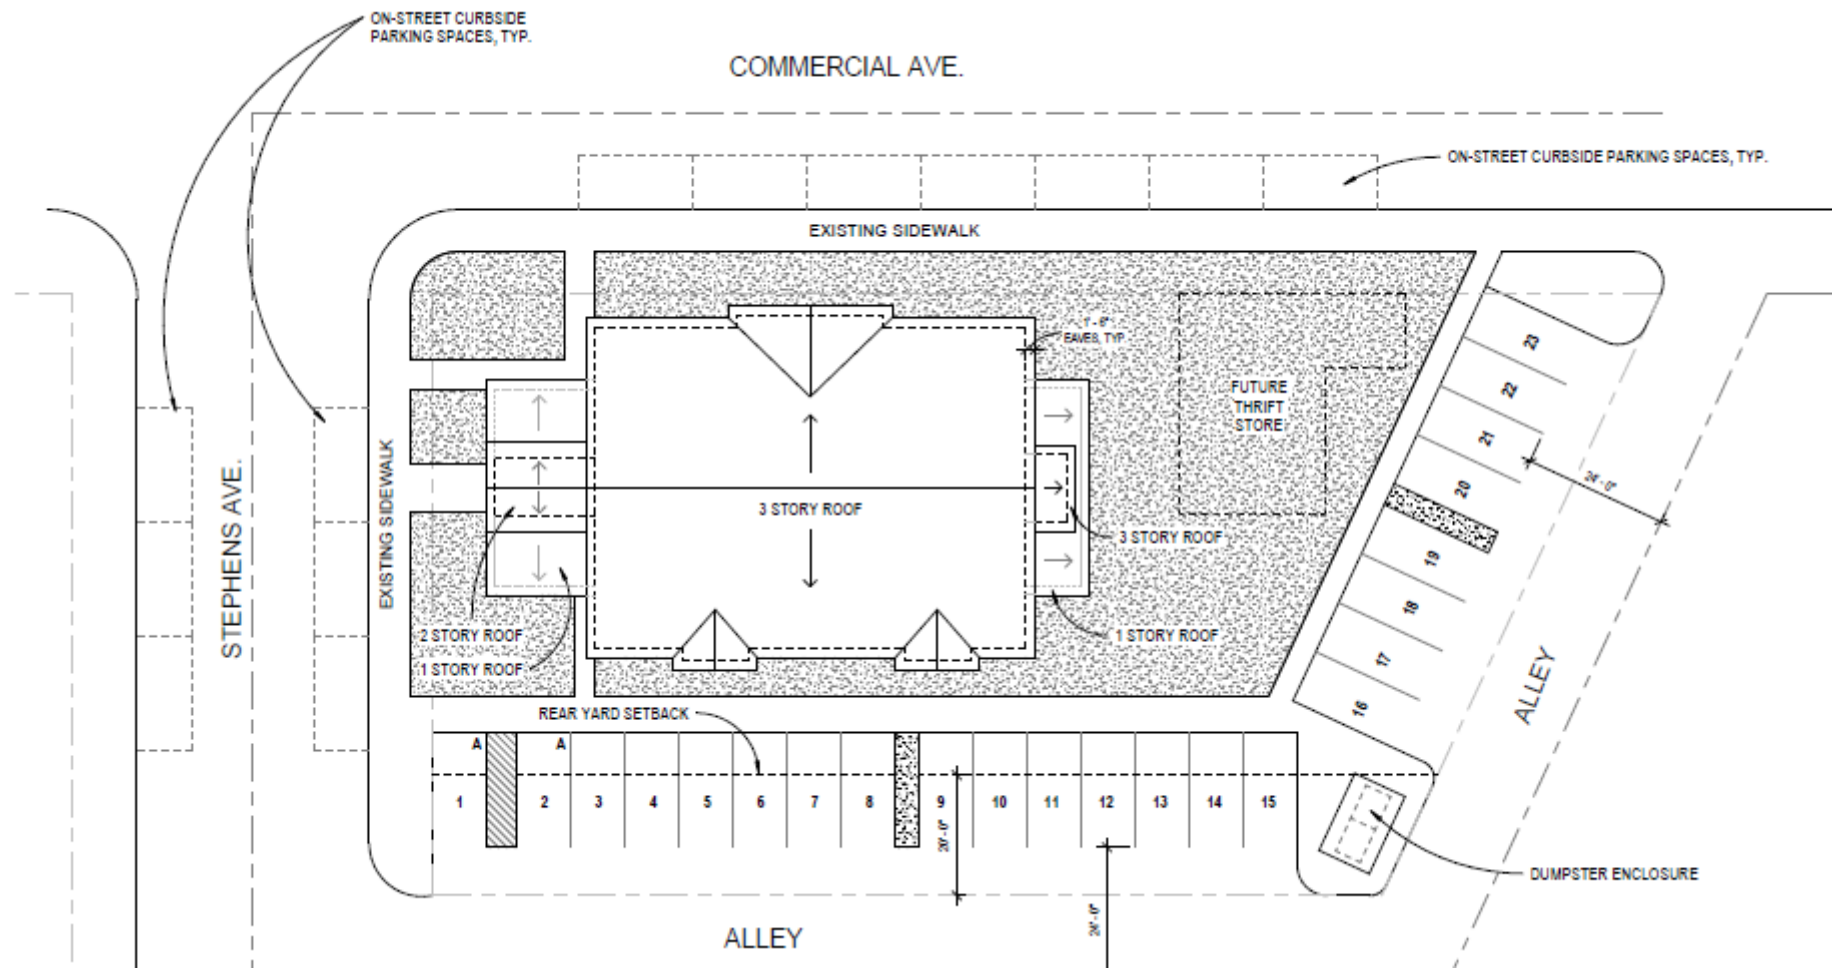 ON-STREET CURBSIDE
PARKING SPACES, TYP.
COMMERCIAL AVE.
ON-STREET CURBSIDE PARKING SPACES, TYP.
EXISTING SIDEWALK
1' - 6"
EAVES, TYP
23
22
21
20
19
18
17
16
24'- 0"
FUTURE
THRIFT
STORE
3 STORY ROOF
3 STORY ROOF
1 STORY ROOF
EXISTING SIDEWALK
STEPHENS AVE.
2 STORY ROOF
1 STORY ROOF
REAR YARD SETBACK
ALLEY
A
A
1
2
3
4
5
6
7
8
9
10
11
12
13
14
15
20'- 0"
24'- 0"
DUMPSTER ENCLOSURE
ALLEY